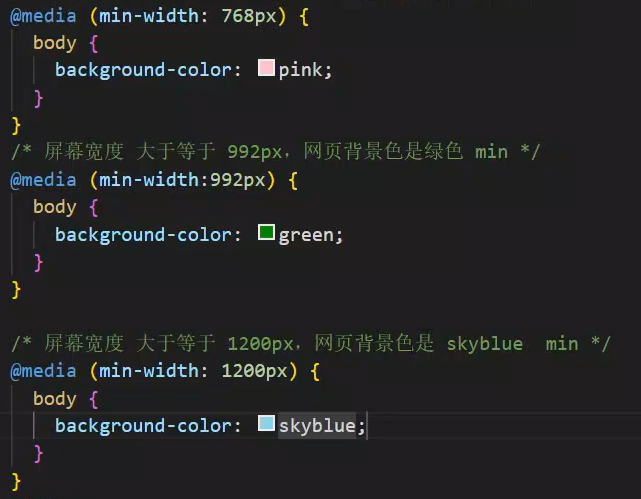 @media (min-width: 768px) {
body {
background-color: pink;
}
}
/* 屏幕宽度 大于等于 992px，网页背景色是绿色 min */
@media (min-width:992px) {
body {
background-color: green;
}
}
/* 屏幕宽度 大于等于 1200px，网页背景色是 skyblue  min */
@media (min-width: 1200px) {
body {
background-color: skyblue;
}
}